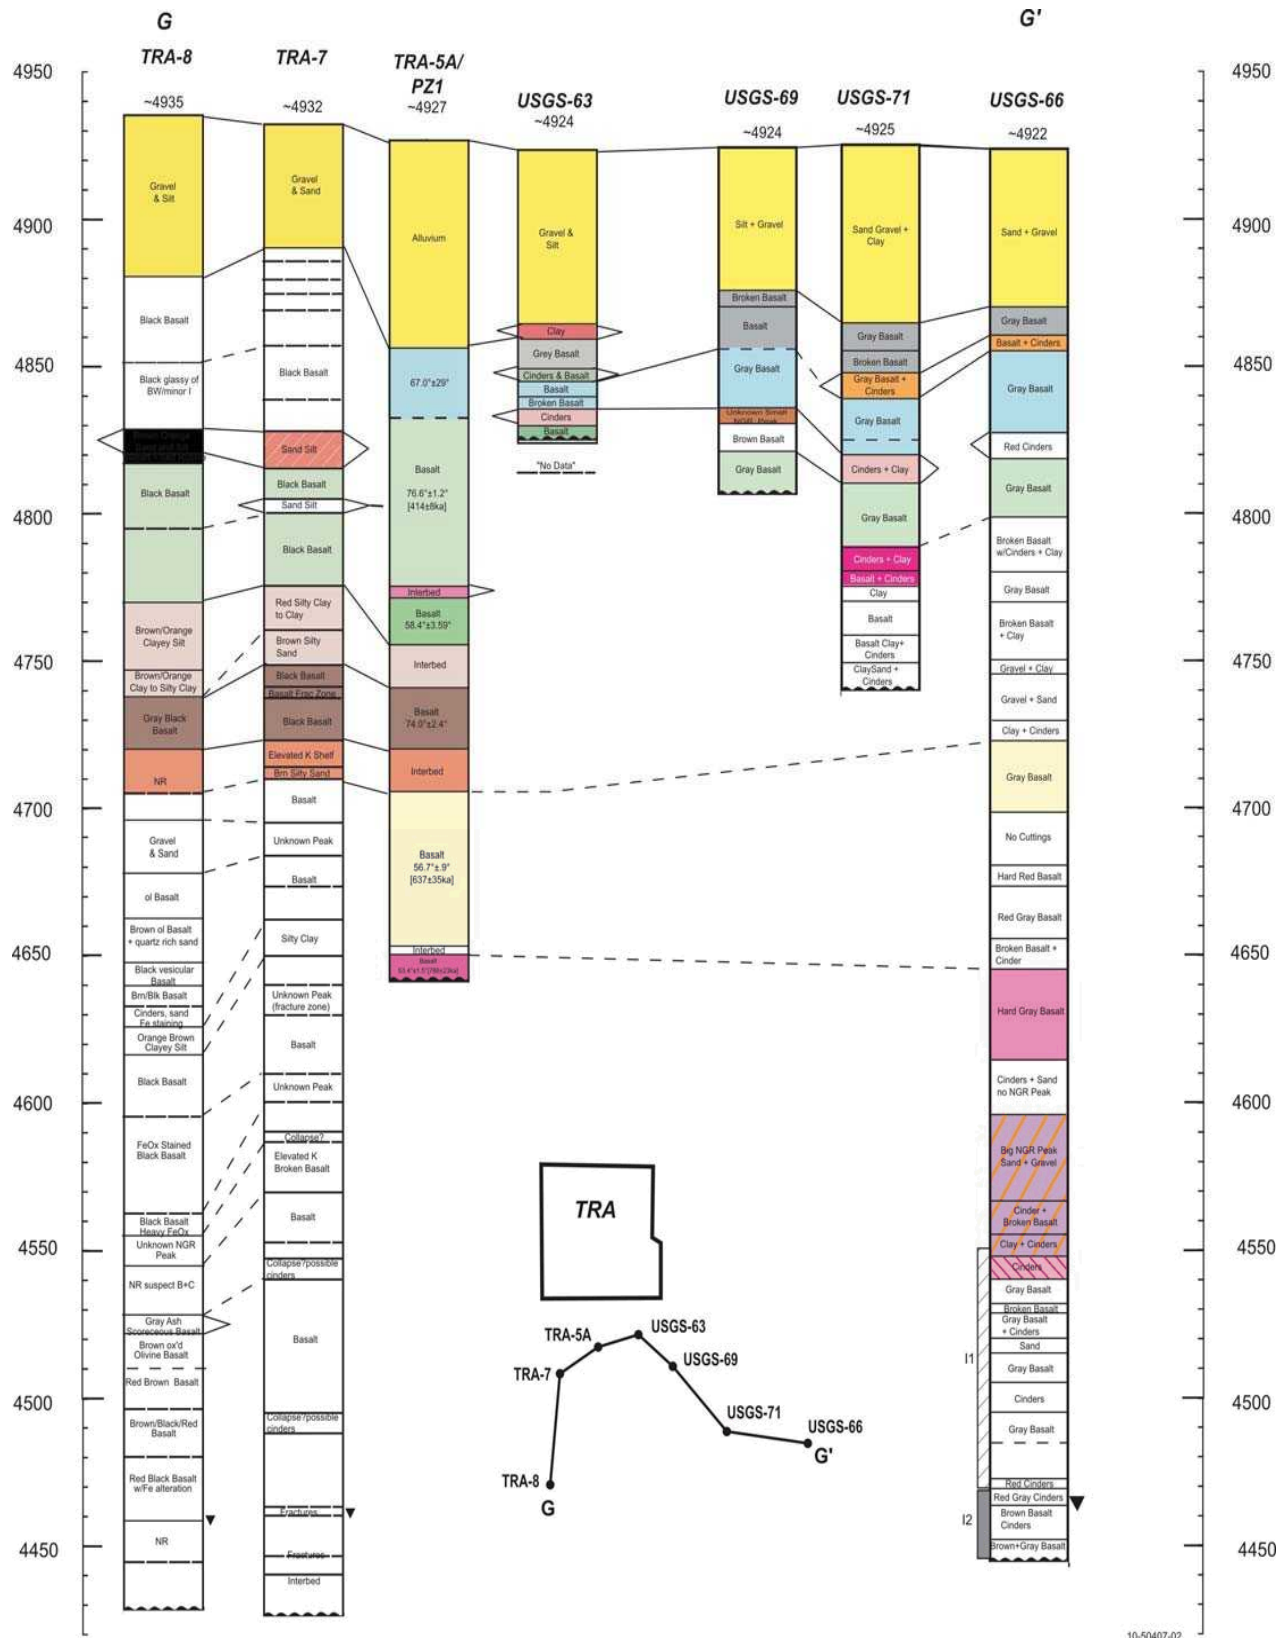 G
G'
TRA-8
TRA-7
TRA-5A/
PZ1
USGS-63
USGS-69
USGS-71
USGS-66
~4935
~4932
~4927
~4924
~4924
~4925
~4922
4950
4900
4850
4800
4750
4700
4650
4600
4550
4500
4450
Gravel
& Silt
Black Basalt
Black glassy of
BW/minor I
Black Basalt
Brown/Orange
Clayey Silt
Brown/Orange
Clay to Silty Clay
Gray Black
Basalt
NR
Gravel
& Sand
ol Basalt
Brown ol Basalt
+ quartz rich sand
Black vesicular
Basalt
Brn/Blk Basalt
Cinders, sand
Fe staining
Orange Brown
Clayey Silt
Black Basalt
FeOx Stained
Black Basalt
Black Basalt
Heavy FeOx
Unknown NGR
Peak
NR suspect B+C
Gray Ash
Scoreceous Basalt
Brown ox'd
Olivine Basalt
Red Brown Basalt
Brown/Black/Red
Basalt
Red Black Basalt
w/Fe alteration
NR
Gravel
& Sand
Black Basalt
Sand Silt
Black Basalt
Sand Silt
Black Basalt
Red Silty Clay
to Clay
Brown Silty
Sand
Black Basalt
Basalt Frac Zone
Black Basalt
Elevated K Shelf
Brn Silty Sand
Basalt
Unknown Peak
Basalt
Silty Clay
Unknown Peak
(fracture zone)
Basalt
Unknown Peak
Collapse?
Elevated K
Broken Basalt
Basalt
Collapse?possible
cinders
Basalt
Collapse?possible
cinders
Fractures
Fractures
Interbed
Alluvium
67.0°±29°
Basalt
76.6°±1.2°
[414±8ka]
Interbed
Basalt
58.4°±3.59°
Interbed
Basalt
74.0°±2.4°
Interbed
Basalt
56.7°±.9°
[637±35ka]
Interbed
Basalt
Gravel &
Silt
Clay
Grey Basalt
Cinders & Basalt
Basalt
Broken Basalt
Cinders
Basalt
"No Data"
Silt + Gravel
Broken Basalt
Basalt
Gray Basalt
Unknown Small
NGR Peak
Brown Basalt
Gray Basalt
Sand Gravel +
Clay
Gray Basalt
Broken Basalt
Gray Basalt +
Cinders
Gray Basalt
Cinders + Clay
Gray Basalt
Cinders + Clay
Basalt + Cinders
Clay
Basalt
Basalt Clay+
Cinders
ClaySand +
Cinders
Sand + Gravel
Gray Basalt
Basalt + Cinders
Gray Basalt
Red Cinders
Gray Basalt
Broken Basalt
w/Cinders + Clay
Gray Basalt
Broken Basalt
+ Clay
Gravel + Clay
Gravel + Sand
Clay + Cinders
Gray Basalt
No Cuttings
Hard Red Basalt
Red Gray Basalt
Broken Basalt +
Cinder
Hard Gray Basalt
Cinders + Sand
no NGR Peak
Big NGR Peak
Sand + Gravel
Cinder +
Broken Basalt
Clay + Cinders
Cinders
Gray Basalt
Broken Basalt
Gray Basalt
+ Cinders
Sand
Gray Basalt
Cinders
Gray Basalt
Red Cinders
Red Gray Cinders
Brown Basalt
Cinders
Brown+Gray Basalt
I1
I2
4950
4900
4850
4800
4750
4700
4650
4600
4550
4500
4450
TRA
USGS-63
TRA-5A
USGS-69
TRA-7
USGS-71
USGS-66
G'
TRA-8
G
10-50407-02